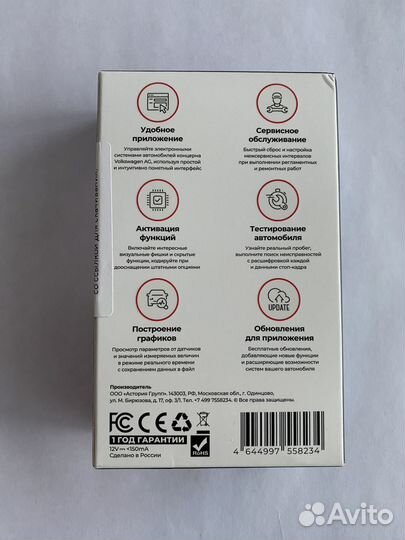 Удобное
приложение
Управляйте электронными
системами автомобилей концерна
Volkswagen AG, используя простой
и интуитивно понятный интерфейс
Сервисное
обслуживание
Быстрый сброс и настройка
межсервисных интервалов
при выполнении регламентных
и ремонтных работ
Активация
функций
Включайте интересные
визуальные фишки и скрытые
функции, кодируйте при
дооснащении штатными опциями
Тестирование
автомобиля
Узнайте реальный пробег,
выполните поиск неисправностей
с расшифровкой каждой
и данными стоп-кадра
Построение
графиков
Просмотр параметров от датчиков
и значений измеряемых величин
в режиме реального времени
с сохранением данных в файл
UPDATE
Обновления
для приложения
Бесплатные обновления,
добавляющие новые функции
и расширяющие возможности
систем вашего автомобиля
Производитель
ООО «Астория Групп». 143003, РФ, Московская обл., г. Одинцово,
ул. М. Бирюзова, д. 17, оф. 3/1. Тел. +7 499 7558234. © Все права защищены.
FC CE EAC
1 ГОД ГАРАНТИИ
12V <150mA
Сделано в России
RoHS
4 644997 558234
Avito